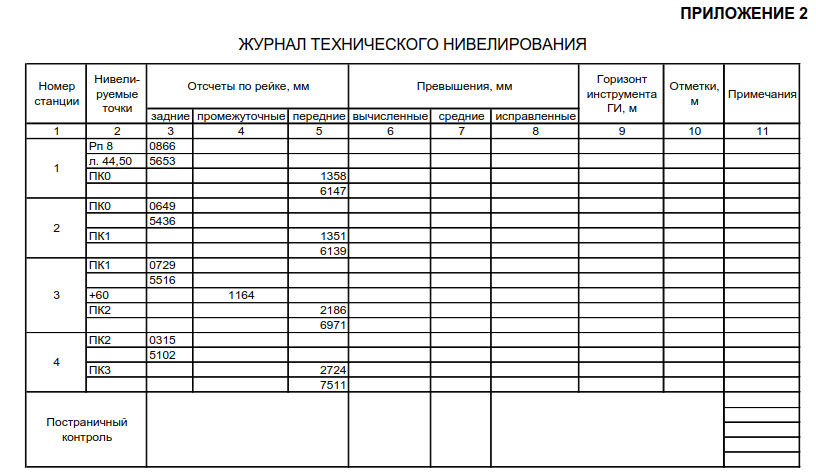 ПРИЛОЖЕНИЕ 2
ЖУРНАЛ ТЕХНИЧЕСКОГО НИВЕЛИРОВАНИЯ
Номер станции Нивели-руемые точки Отсчеты по рейке, мм Превышения, мм Горизонт инструмента ГИ, м Отметки, м Примечания
задние промежуточные передние вычисленные средние исправленные
1 2 3 4 5 6 7 8 9 10 11
1 Рп 8 0866
л. 44,50 5653
ПК0 1358
6147
2 ПК0 0649
5436
ПК1 1351
6139
3 ПК1 0729
5516
+60 1164
ПК2 2186
6971
4 ПК2 0315
5102
ПК3 2724
7511
Постраничный
контроль